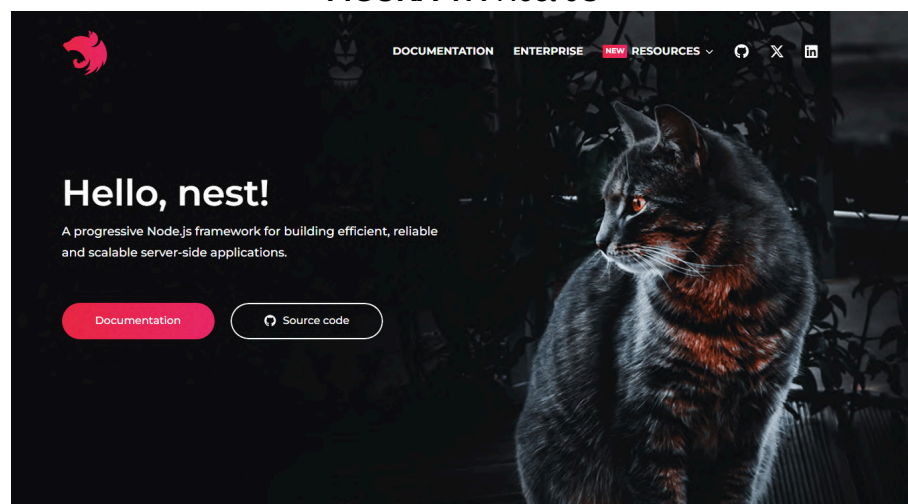 DOCUMENTATION ENTERPRISE NEW RESOURCES
Hello, nest!
A progressive Node.js framework for building efficient, reliable
and scalable server-side applications.
Documentation
Source code